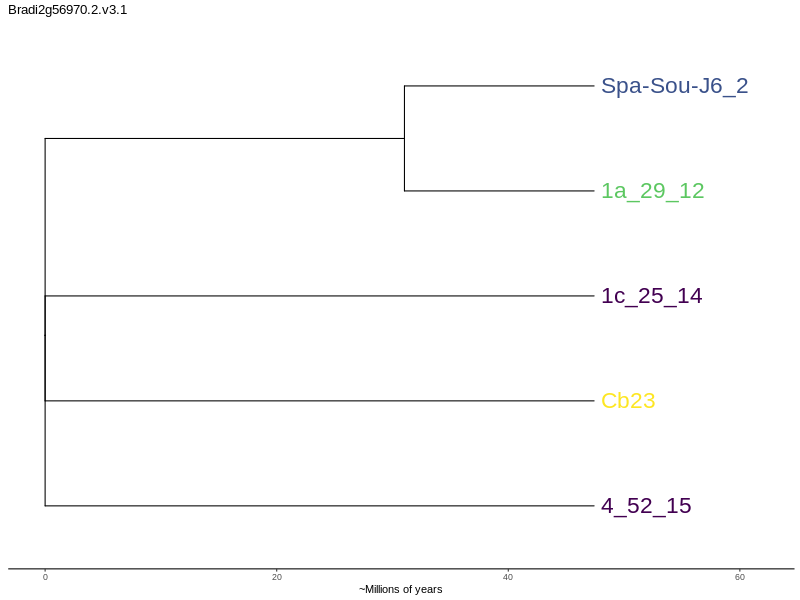 Bradi2g56970.2.v3.1
Spa-Sou-J6_2
1a_29_12
1c_25_14
Cb23
4_52_15
0 20 40 60
~Millions of years